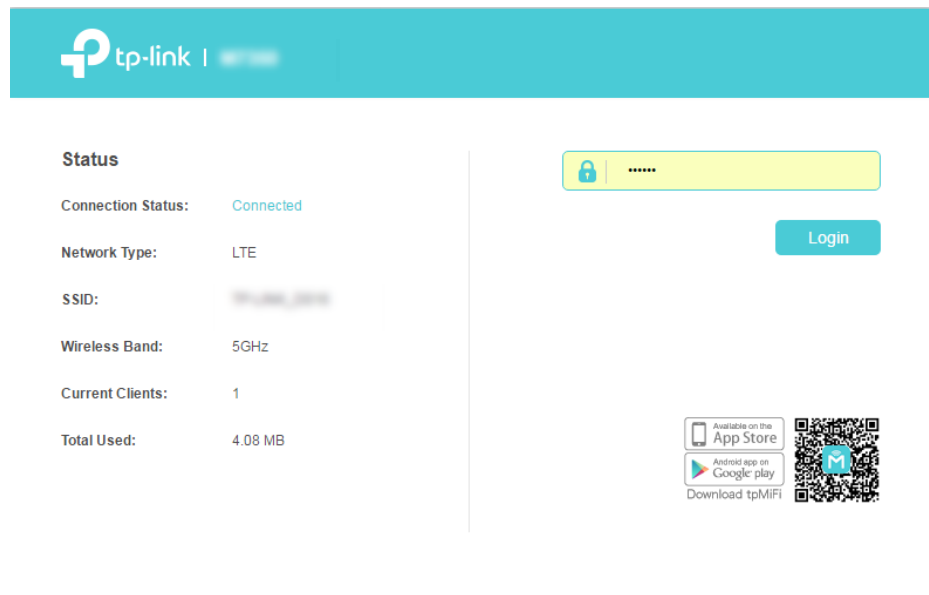 tp-link |
Status
Connection Status: Connected
Network Type: LTE
SSID:
Wireless Band: 5GHz
Current Clients: 1
Total Used: 4.08 MB
••••••
Login
Available on the
App Store
Android app on
Google play
Download tpMiFi